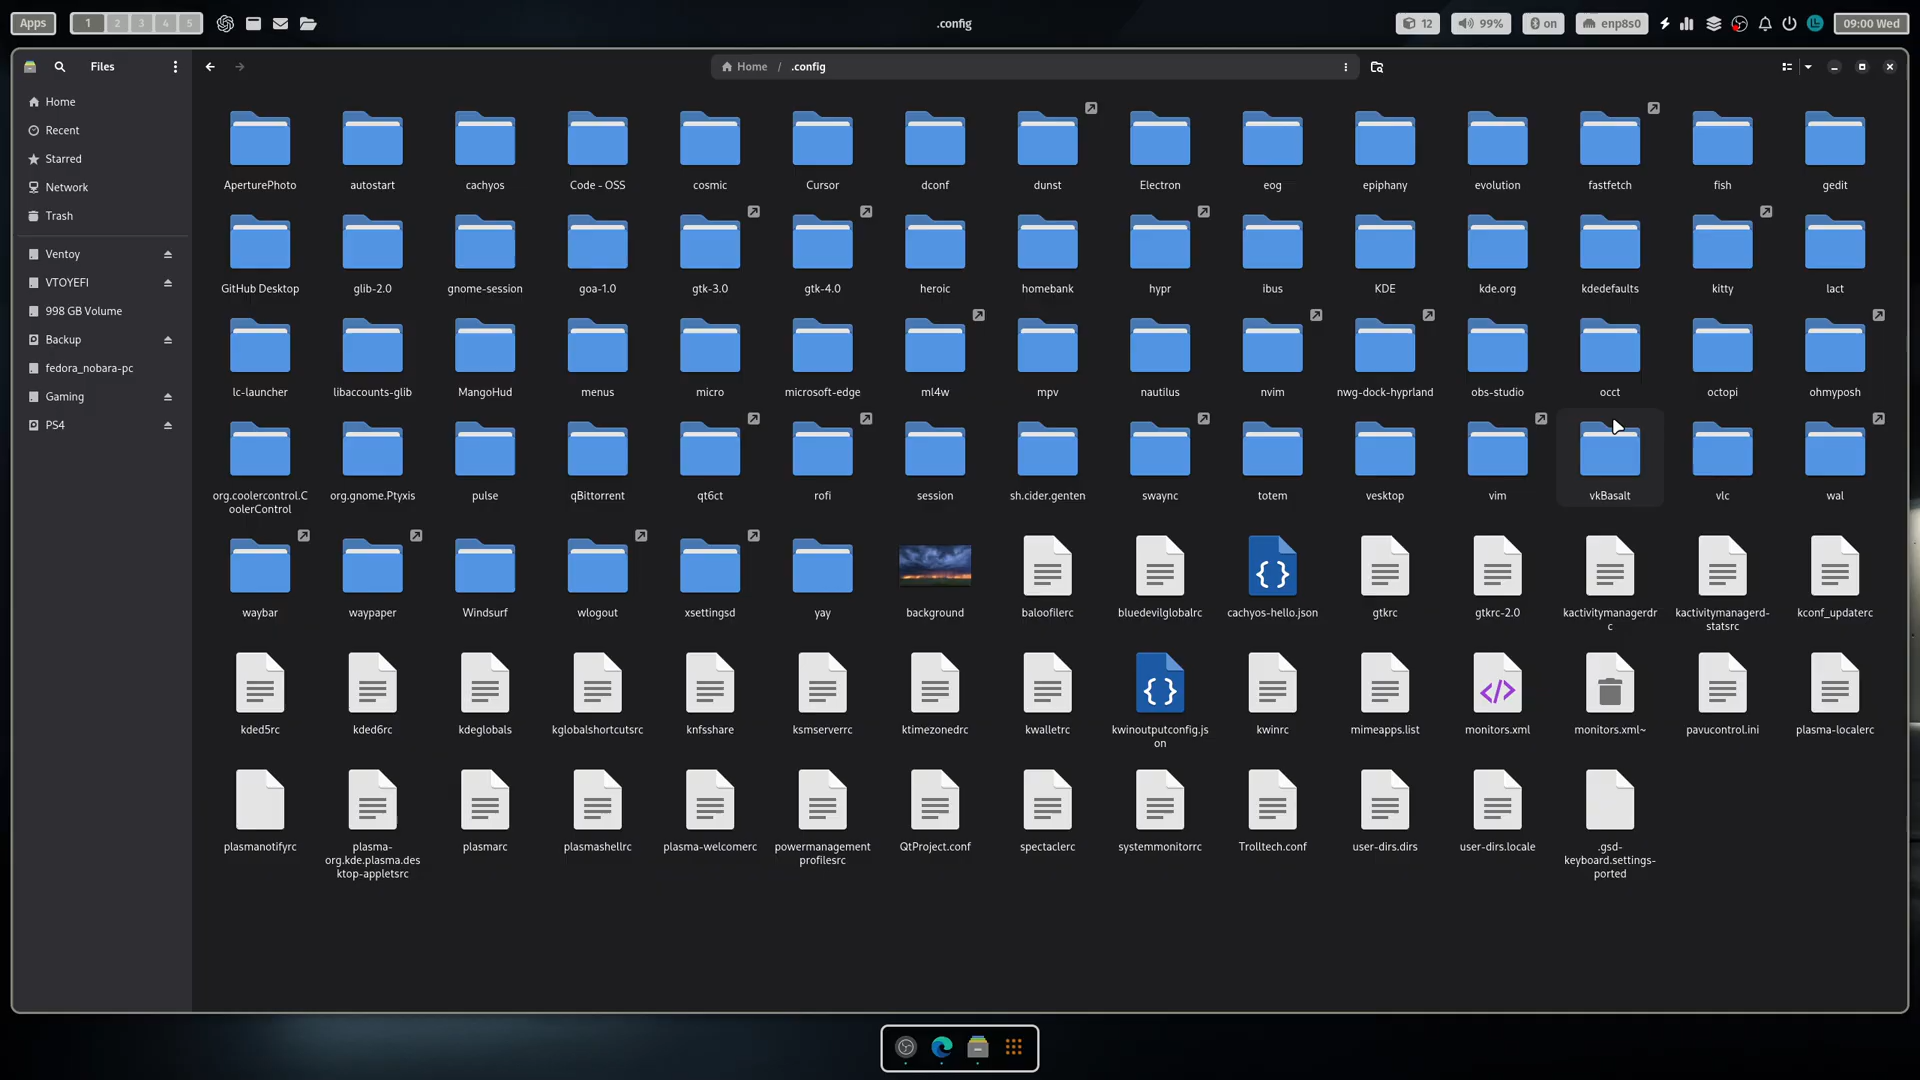 Apps
1 2 3 4 5
.config
12
99%
on
enp8s0
09:00 Wed
Files
Home / .config
Home
Recent
Starred
Network
Trash
Ventoy
VTOYEFI
998 GB Volume
Backup
fedora_nobara-pc
Gaming
PS4
AperturePhoto autostart cachyos Code - OSS cosmic Cursor dconf dunst Electron eog epiphany evolution fastfetch fish gedit
GitHub Desktop glib-2.0 gnome-session goa-1.0 gtk-3.0 gtk-4.0 heroic homebank hypr ibus KDE kde.org kdedefaults kitty lact
lc-launcher libaccounts-glib MangoHud menus micro microsoft-edge ml4w mpv nautilus nvim nwg-dock-hyprland obs-studio occt octopi ohmyposh
org.coolercontrol.C org.gnome.Ptyxis pulse qBittorrent qt6ct rofi session sh.cider.genten swaync totem vesktop vim vkBasalt vlc wal
oolerControl
waybar waypaper Windsurf wlogout xsettingsd yay background baloofilerc bluedevilglobalrc cachyos-hello.json gtkrc gtkrc-2.0 kactivitymanagerdr kactivitymanagerd- kconf_updaterc
c statsrc
kded5rc kded6rc kdeglobals kglobalshortcutsrc knfsshare ksmserverrc ktimezonedrc kwalletrc kwinoutputconfig.js kwinrc mimeapps.list monitors.xml monitors.xml~ pavucontrol.ini plasma-localerc
on
plasmanotifyrc plasma- plasmarc plasmashellrc plasma-welcomerc powermanagement QtProject.conf spectaclerc systemmonitorrc Trolltech.conf user-dirs.dirs user-dirs.locale .gsd-
org.kde.plasma.des profilesrc keyboard.settings-
ktop-appletsrc ported